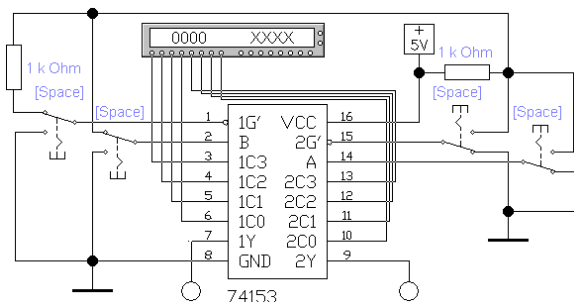 0000 XXXX
+
5V
1 k Ohm
1 k Ohm
[Space]
[Space]
[Space]
[Space]
1 1G' VCC 16
2 B 2G' 15
3 1C3 A 14
4 1C2 2C3 13
5 1C1 2C2 12
6 1C0 2C1 11
7 1Y 2C0 10
8 GND 2Y 9
74153